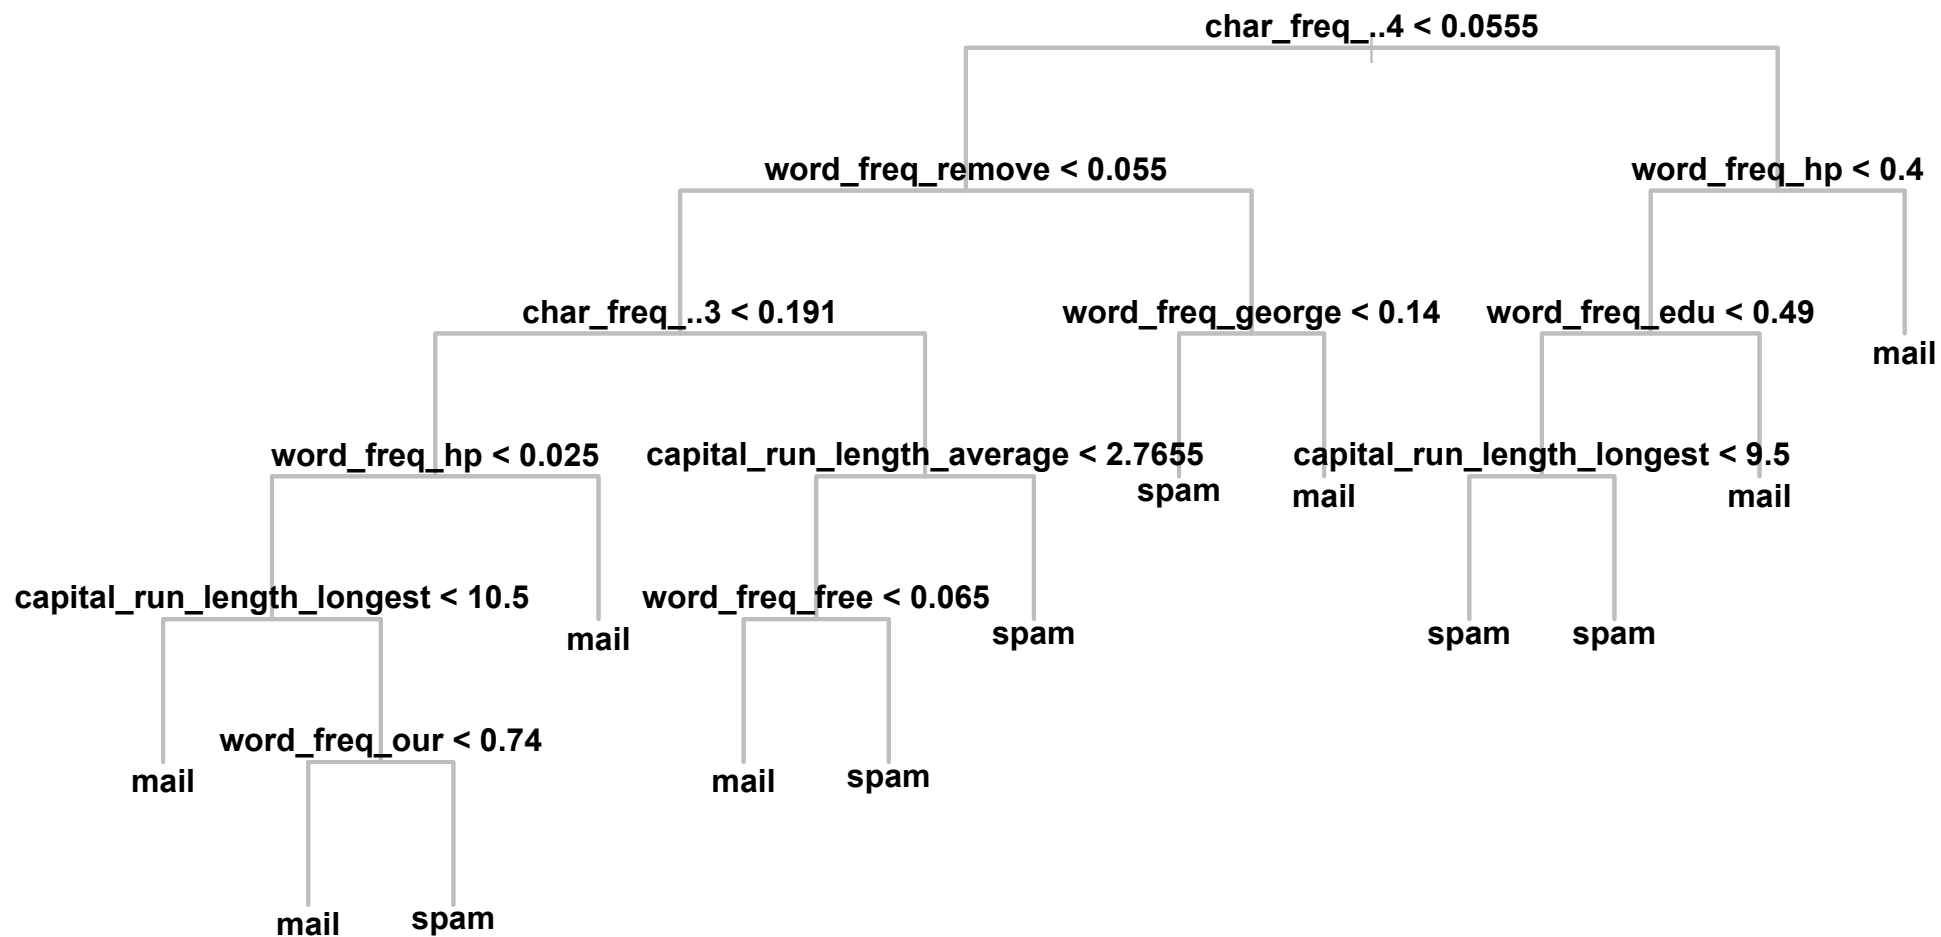 char_freq_..4 < 0.0555
word_freq_remove < 0.055
word_freq_hp < 0.4
char_freq_..3 < 0.191
word_freq_george < 0.14
word_freq_edu < 0.49
mail
word_freq_hp < 0.025
capital_run_length_average < 2.7655
capital_run_length_longest < 9.5
spam
mail
mail
capital_run_length_longest < 10.5
word_freq_free < 0.065
mail
spam
spam
spam
word_freq_our < 0.74
mail
mail
spam
mail
spam